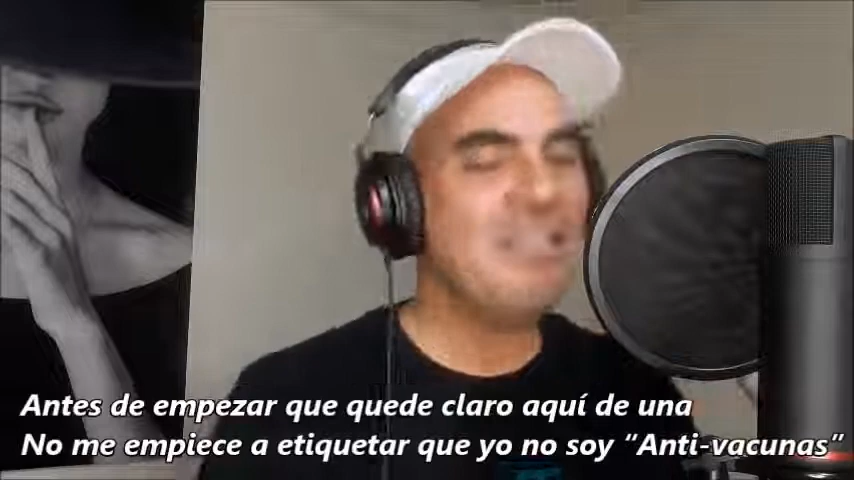 Antes de empezar que quede claro aquí de una
No me empiece a etiquetar que yo no soy “Anti-vacunas”